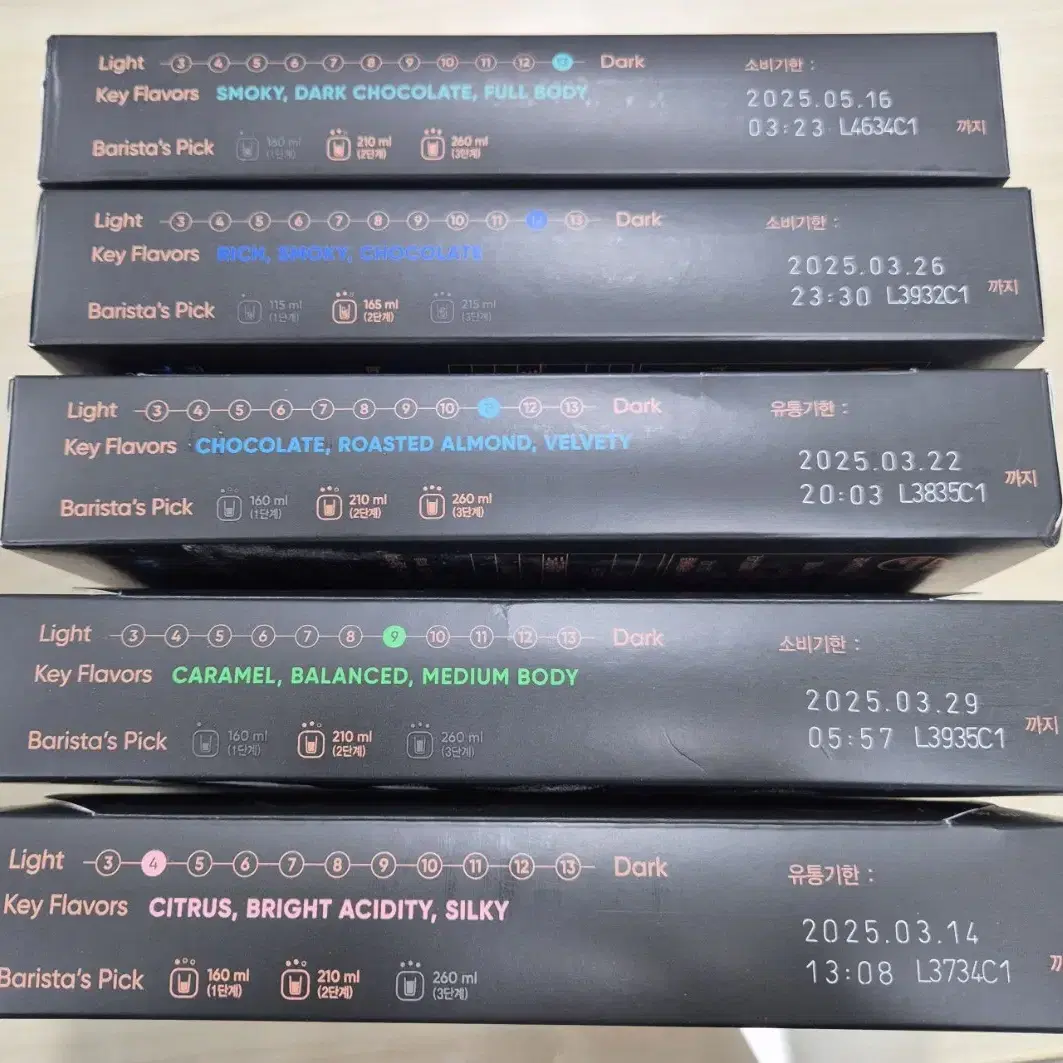 Light 3 4 5 6 7 8 9 10 11 12 13 Dark
Key Flavors SMOKY, DARK CHOCOLATE, FULL BODY
Barista's Pick 160 ml 210 ml 260 ml
(1단계) (2단계) (3단계)
소비기한 :
2025.05.16
03:23 L4634C1 까지
Light 3 4 5 6 7 8 9 10 11 12 13 Dark
Key Flavors RICH, SMOKY, CHOCOLATE
Barista's Pick 115 ml 165 ml 215 ml
(1단계) (2단계) (3단계)
소비기한 :
2025.03.26
23:30 L3932C1 까지
Light 3 4 5 6 7 8 9 10 11 12 13 Dark
Key Flavors CHOCOLATE, ROASTED ALMOND, VELVETY
Barista's Pick 160 ml 210 ml 260 ml
(1단계) (2단계) (3단계)
유통기한 :
2025.03.22
20:03 L3835C1 까지
Light 3 4 5 6 7 8 9 10 11 12 13 Dark
Key Flavors CARAMEL, BALANCED, MEDIUM BODY
Barista's Pick 160 ml 210 ml 260 ml
(1단계) (2단계) (3단계)
소비기한 :
2025.03.29
05:57 L3935C1 까지
Light 3 4 5 6 7 8 9 10 11 12 13 Dark
Key Flavors CITRUS, BRIGHT ACIDITY, SILKY
Barista's Pick 160 ml 210 ml 260 ml
(1단계) (2단계) (3단계)
유통기한 :
2025.03.14
13:08 L3734C1